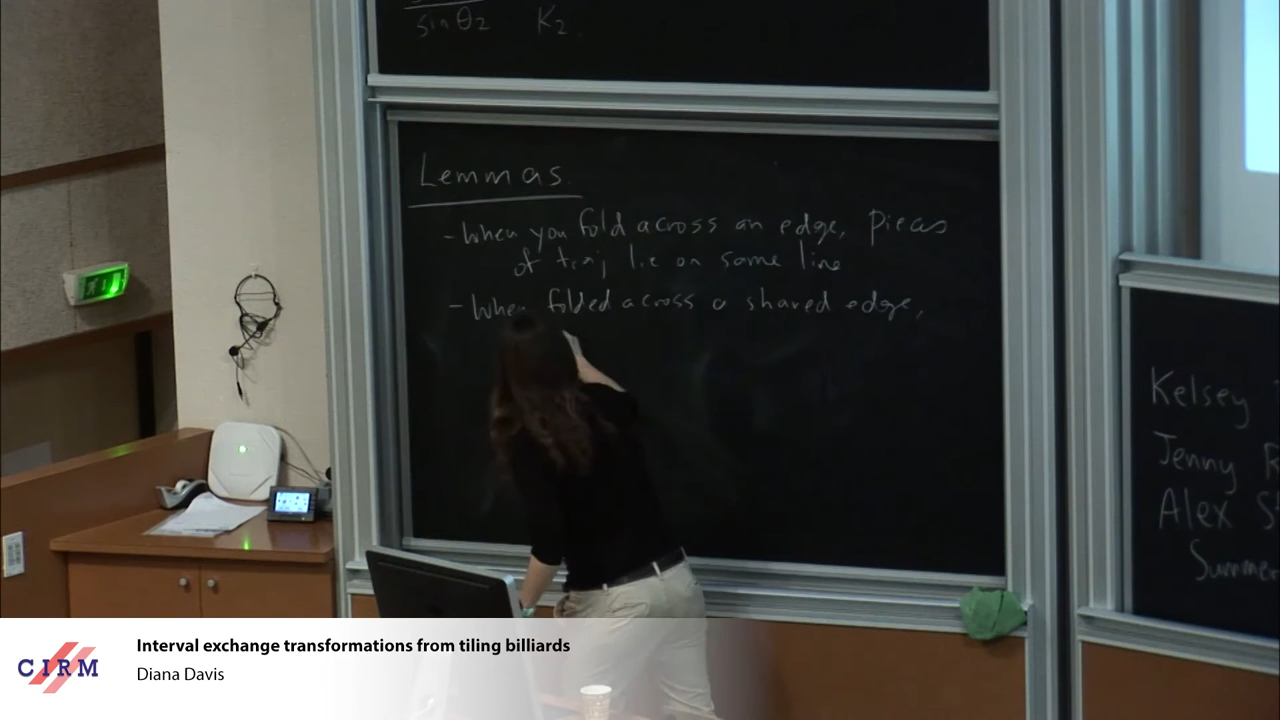 sin θ2 K2.
Lemmas.
- When you fold across an edge, pieces
of traj lie on same line
- When folded across a shared edge,
Kelsey
Jenny R
Alex S
Summer
CIRM
Interval exchange transformations from tiling billiards
Diana Davis